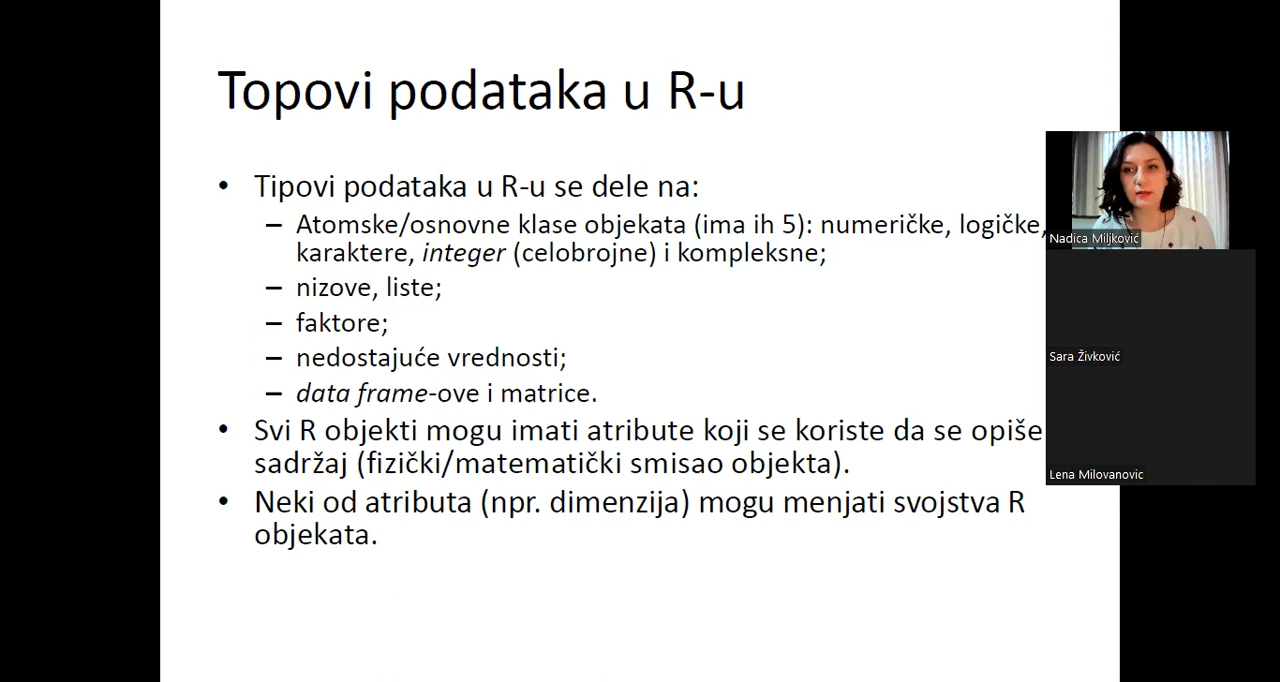 Topovi podataka u R-u
• Tipovi podataka u R-u se dele na:
– Atomske/osnovne klase objekata (ima ih 5): numeričke, logičke,
karaktere, integer (celobrojne) i kompleksne;
– nizove, liste;
– faktore;
– nedostajuće vrednosti;
– data frame-ove i matrice.
• Svi R objekti mogu imati atribute koji se koriste da se opiše
sadržaj (fizički/matematički smisao objekta).
• Neki od atributa (npr. dimenzija) mogu menjati svojstva R
objekata.
Nadica Miljković
Sara Živković
Lena Milovanovic